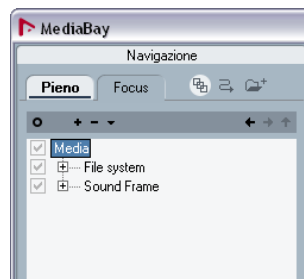 MediaBay
Navigazione
Pieno Focus
Media
File system
Sound Frame